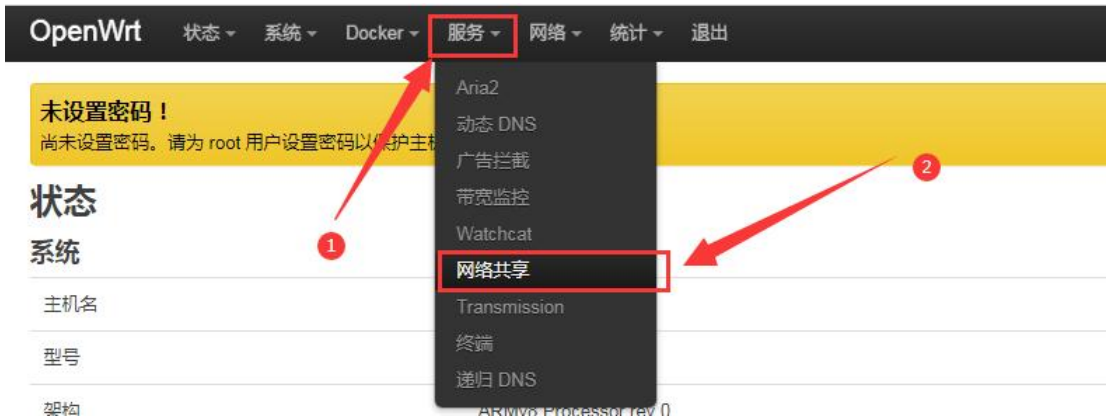 OpenWrt 状态 系统 Docker 服务 网络 统计 退出
未设置密码！
尚未设置密码。请为 root 用户设置密码以保护主
Aria2
动态 DNS
广告拦截
带宽监控
Watchcat
网络共享
Transmission
终端
递归 DNS
1
2
状态
系统
主机名
型号
架构
ARMv8 Processor rev 0